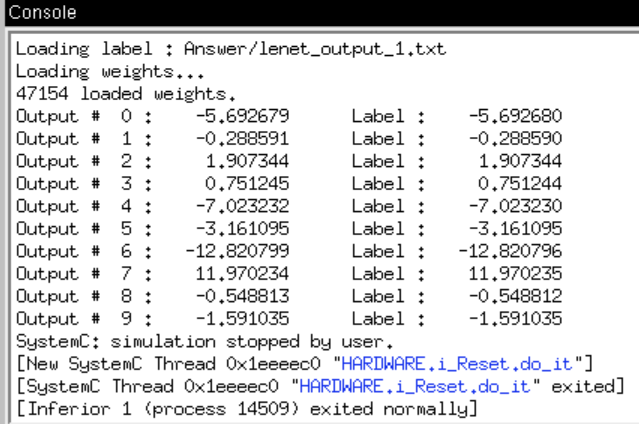 Console
Loading label : Answer/lenet_output_1.txt
Loading weights...
47154 loaded weights.
Output #  0 :    -5.692679      Label :    -5.692680
Output #  1 :    -0.288591      Label :    -0.288590
Output #  2 :     1.907344      Label :     1.907344
Output #  3 :     0.751245      Label :     0.751244
Output #  4 :    -7.023232      Label :    -7.023230
Output #  5 :    -3.161095      Label :    -3.161095
Output #  6 :   -12.820799      Label :   -12.820796
Output #  7 :    11.970234      Label :    11.970235
Output #  8 :    -0.548813      Label :    -0.548812
Output #  9 :    -1.591035      Label :    -1.591035
SystemC: simulation stopped by user.
[New SystemC Thread 0x1eeeec0 "HARDWARE.i_Reset.do_it"]
[SystemC Thread 0x1eeeec0 "HARDWARE.i_Reset.do_it" exited]
[Inferior 1 (process 14509) exited normally]